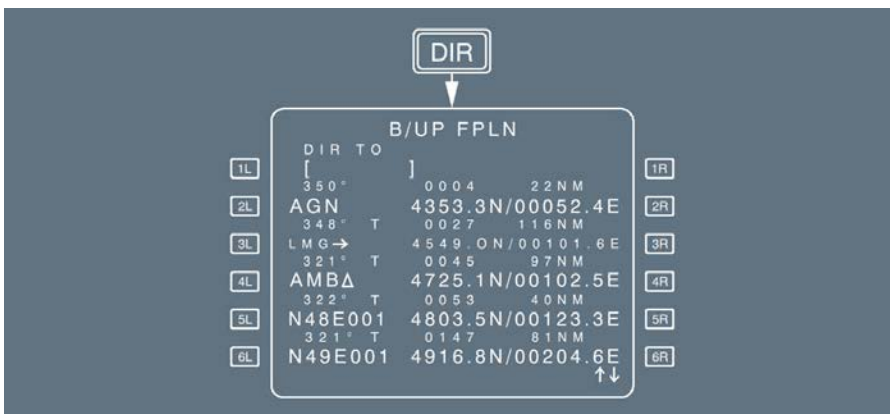 DIR
B/UP FPLN
DIR TO
1L [ ] 1R
350° 0004 22NM
2L AGN 4353.3N/00052.4E 2R
348° T 0027 116NM
3L LMG→ 4549.0N/00101.6E 3R
321° T 0045 97NM
4L AMBΔ 4725.1N/00102.5E 4R
322° T 0053 40NM
5L N48E001 4803.5N/00123.3E 5R
321° T 0147 81NM
6L N49E001 4916.8N/00204.6E 6R
↑↓